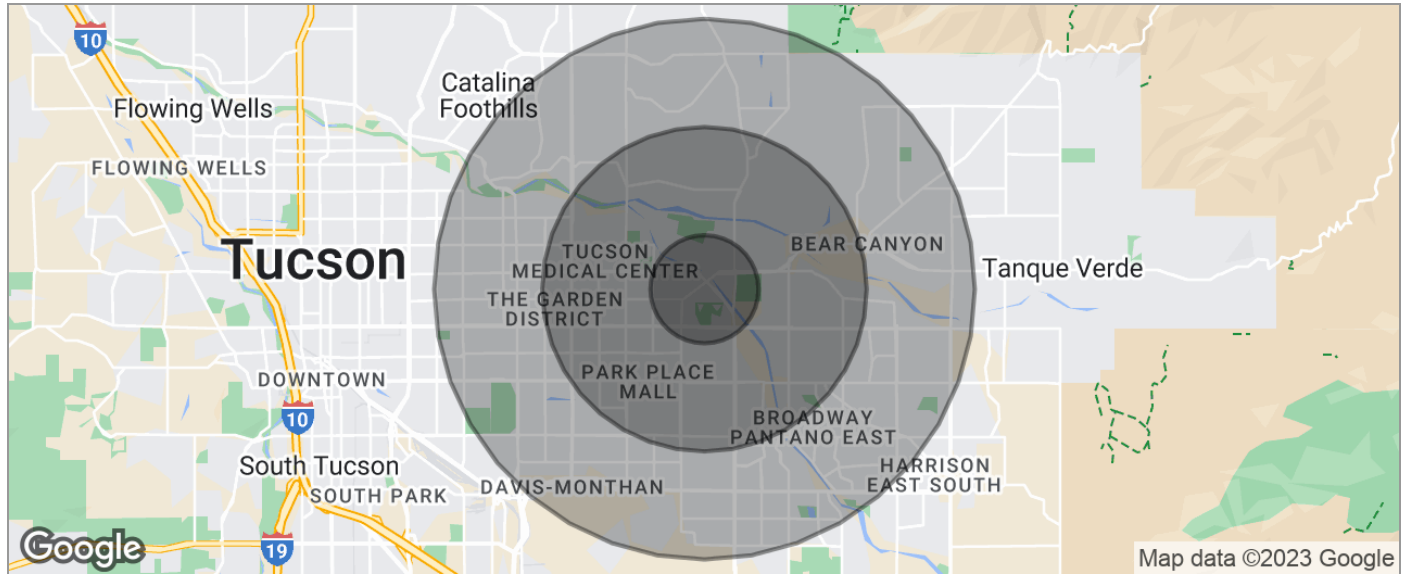 10
Catalina
Foothills
Flowing Wells
FLOWING WELLS
Tucson
TUCSON
MEDICAL CENTER
BEAR CANYON
Tanque Verde
THE GARDEN
DISTRICT
PARK PLACE
MALL
DOWNTOWN
10
BROADWAY
PANTANO EAST
South Tucson
SOUTH PARK
DAVIS-MONTHAN
HARRISON
EAST SOUTH
19
Google
Map data ©2023 Google